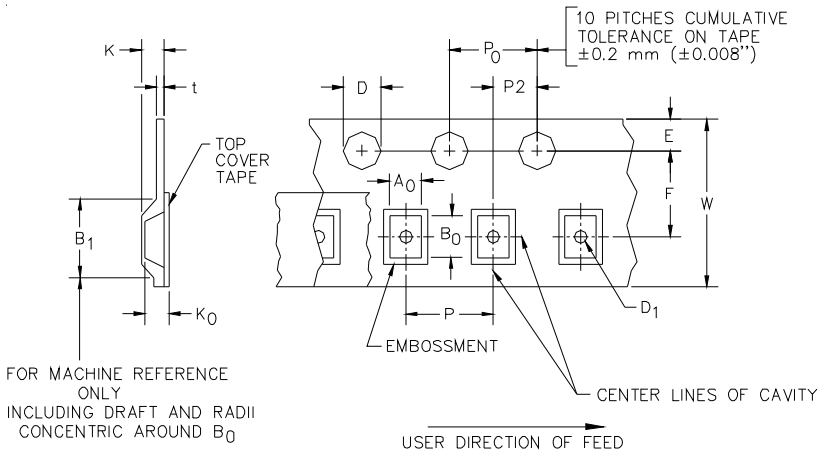 10 PITCHES CUMULATIVE
TOLERANCE ON TAPE
±0.2 mm (±0.008”)
K
P0
D
P2
t
E
TOP
COVER
TAPE
A0
F
W
B1
B0
K0
P
D1
EMBOSSMENT
FOR MACHINE REFERENCE
ONLY
INCLUDING DRAFT AND RADII
CONCENTRIC AROUND B0
CENTER LINES OF CAVITY
USER DIRECTION OF FEED